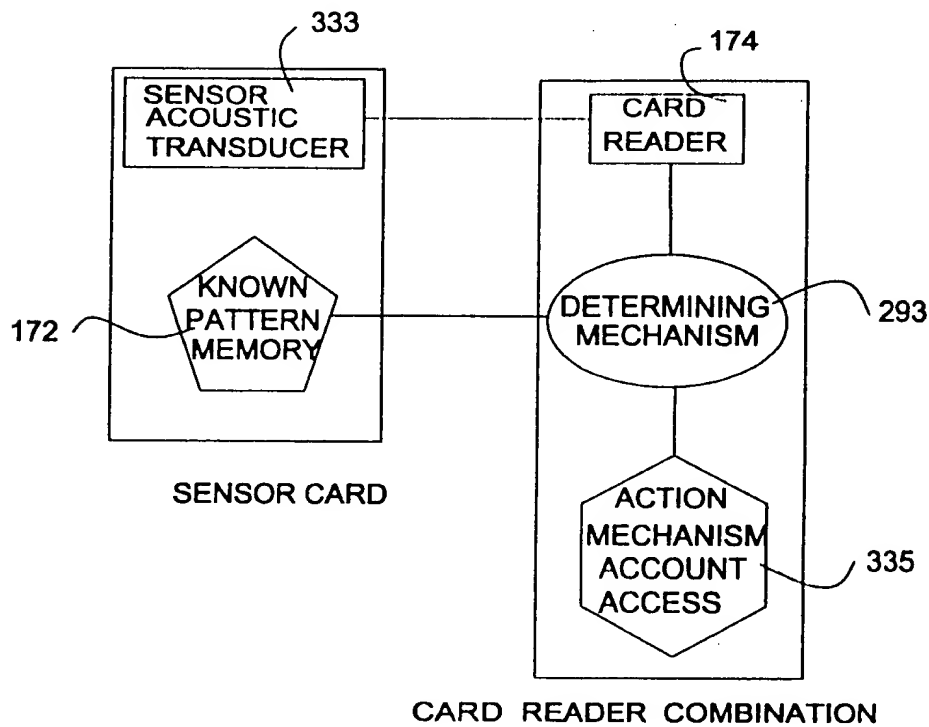 333
SENSOR
ACOUSTIC
TRANSDUCER
174
CARD
READER
172
KNOWN
PATTERN
MEMORY
DETERMINING
MECHANISM
293
SENSOR CARD
ACTION
MECHANISM
ACCOUNT
ACCESS
335
CARD READER COMBINATION